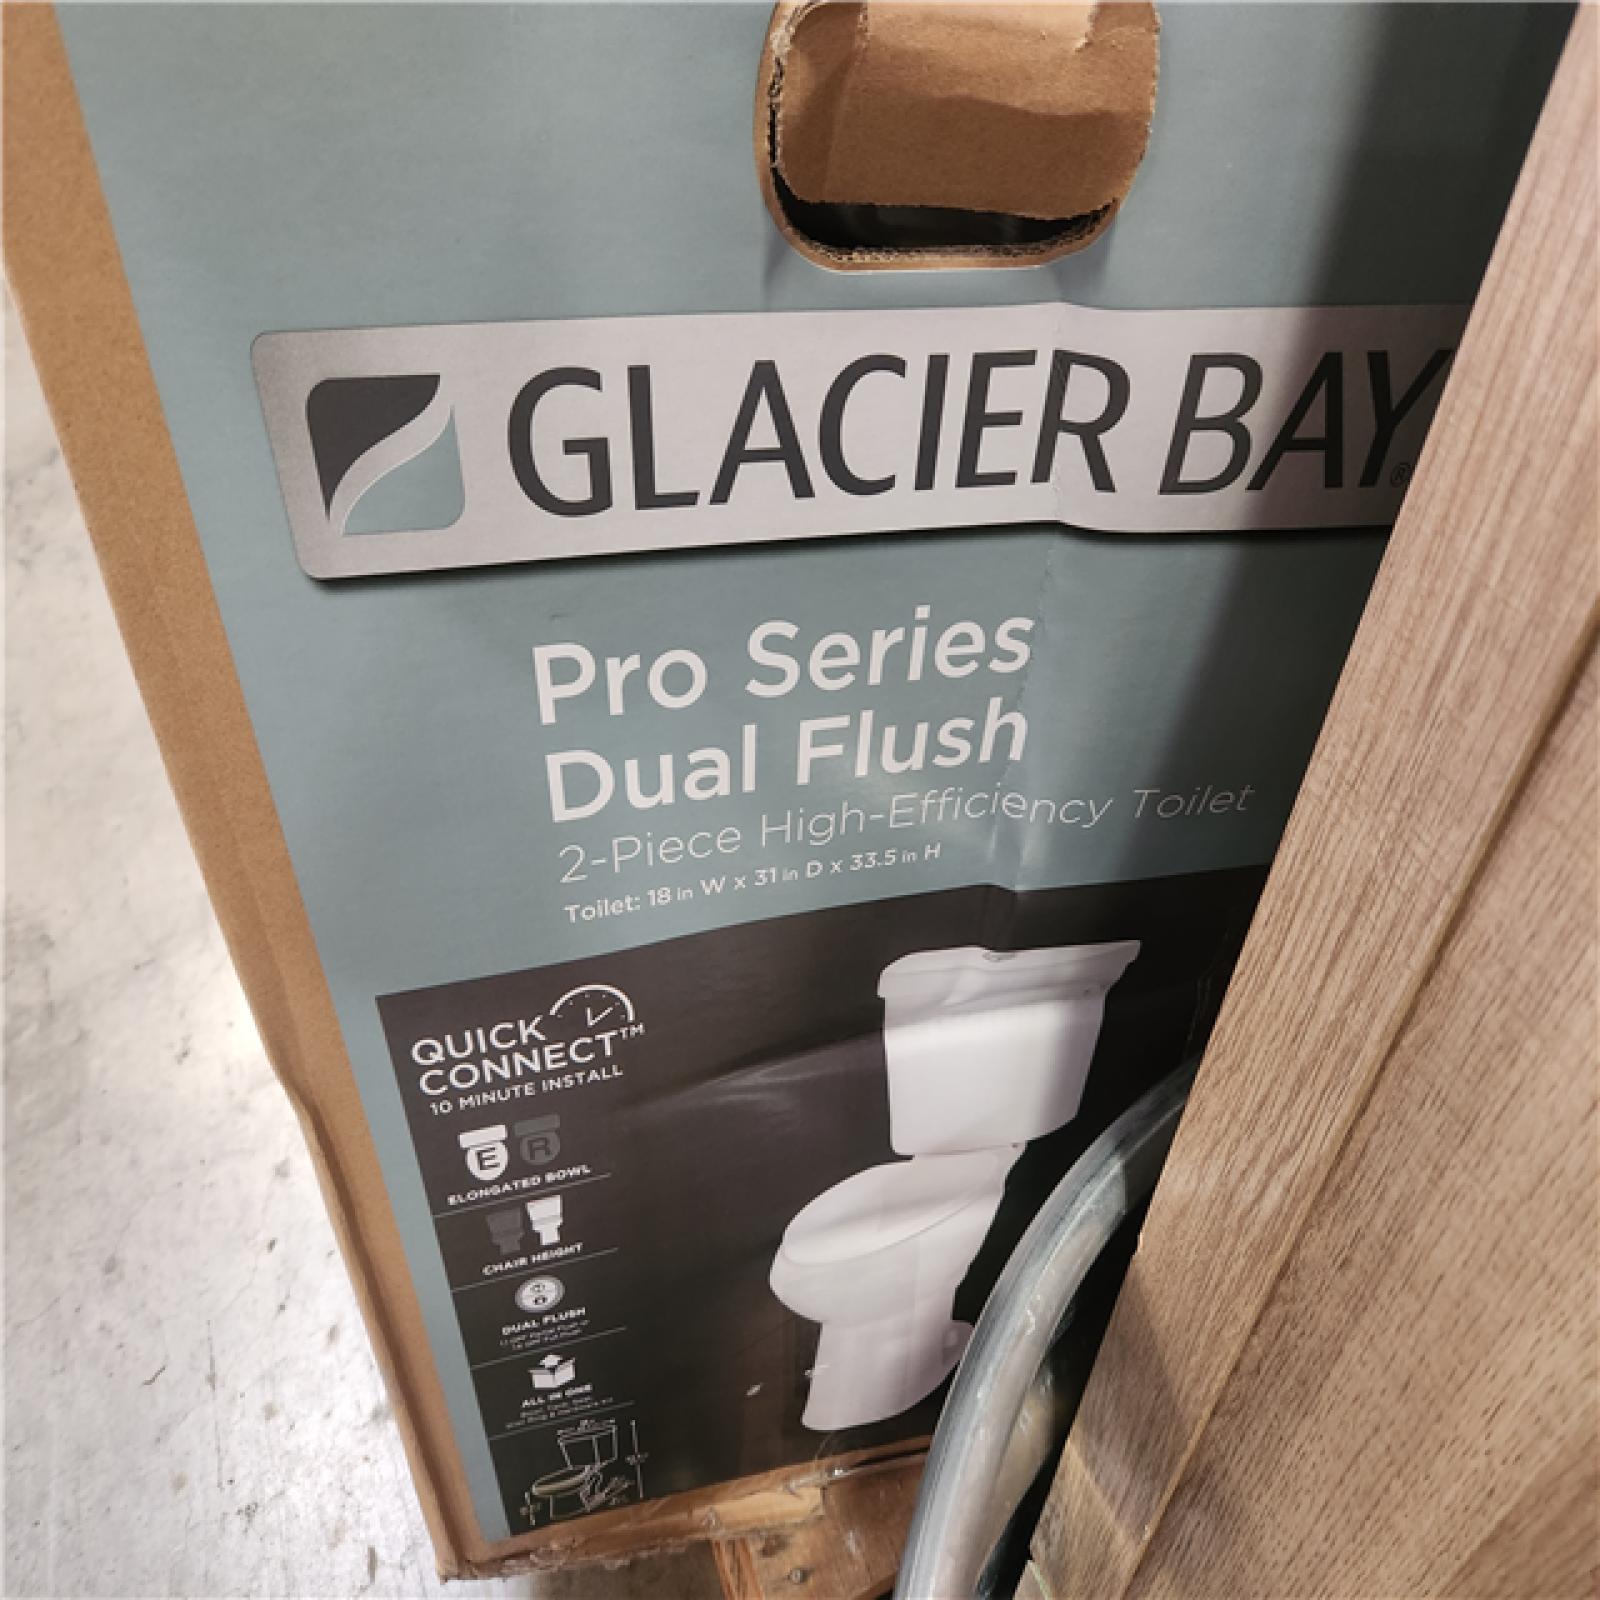 GLACIER BAY®
Pro Series
Dual Flush
2-Piece High-Efficiency Toilet
Toilet: 18 in W x 31 in D x 33.5 in H
QUICK
CONNECT™
10 MINUTE INSTALL
E R
ELONGATED BOWL
CHAIR HEIGHT
DUAL FLUSH
ALL IN ONE